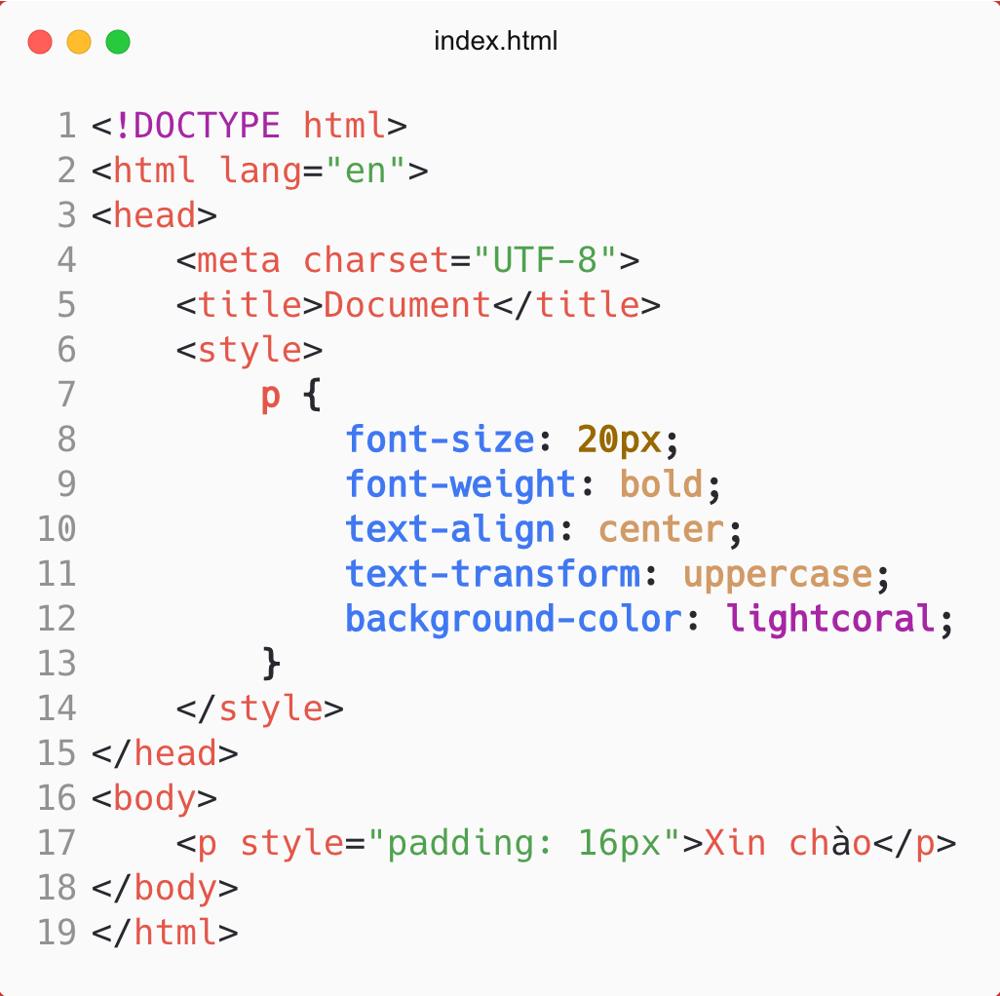 index.html
1 <!DOCTYPE html>
2 <html lang="en">
3 <head>
4     <meta charset="UTF-8">
5     <title>Document</title>
6     <style>
7         p {
8             font-size: 20px;
9             font-weight: bold;
10             text-align: center;
11             text-transform: uppercase;
12             background-color: lightcoral;
13         }
14     </style>
15 </head>
16 <body>
17     <p style="padding: 16px">Xin chào</p>
18 </body>
19 </html>